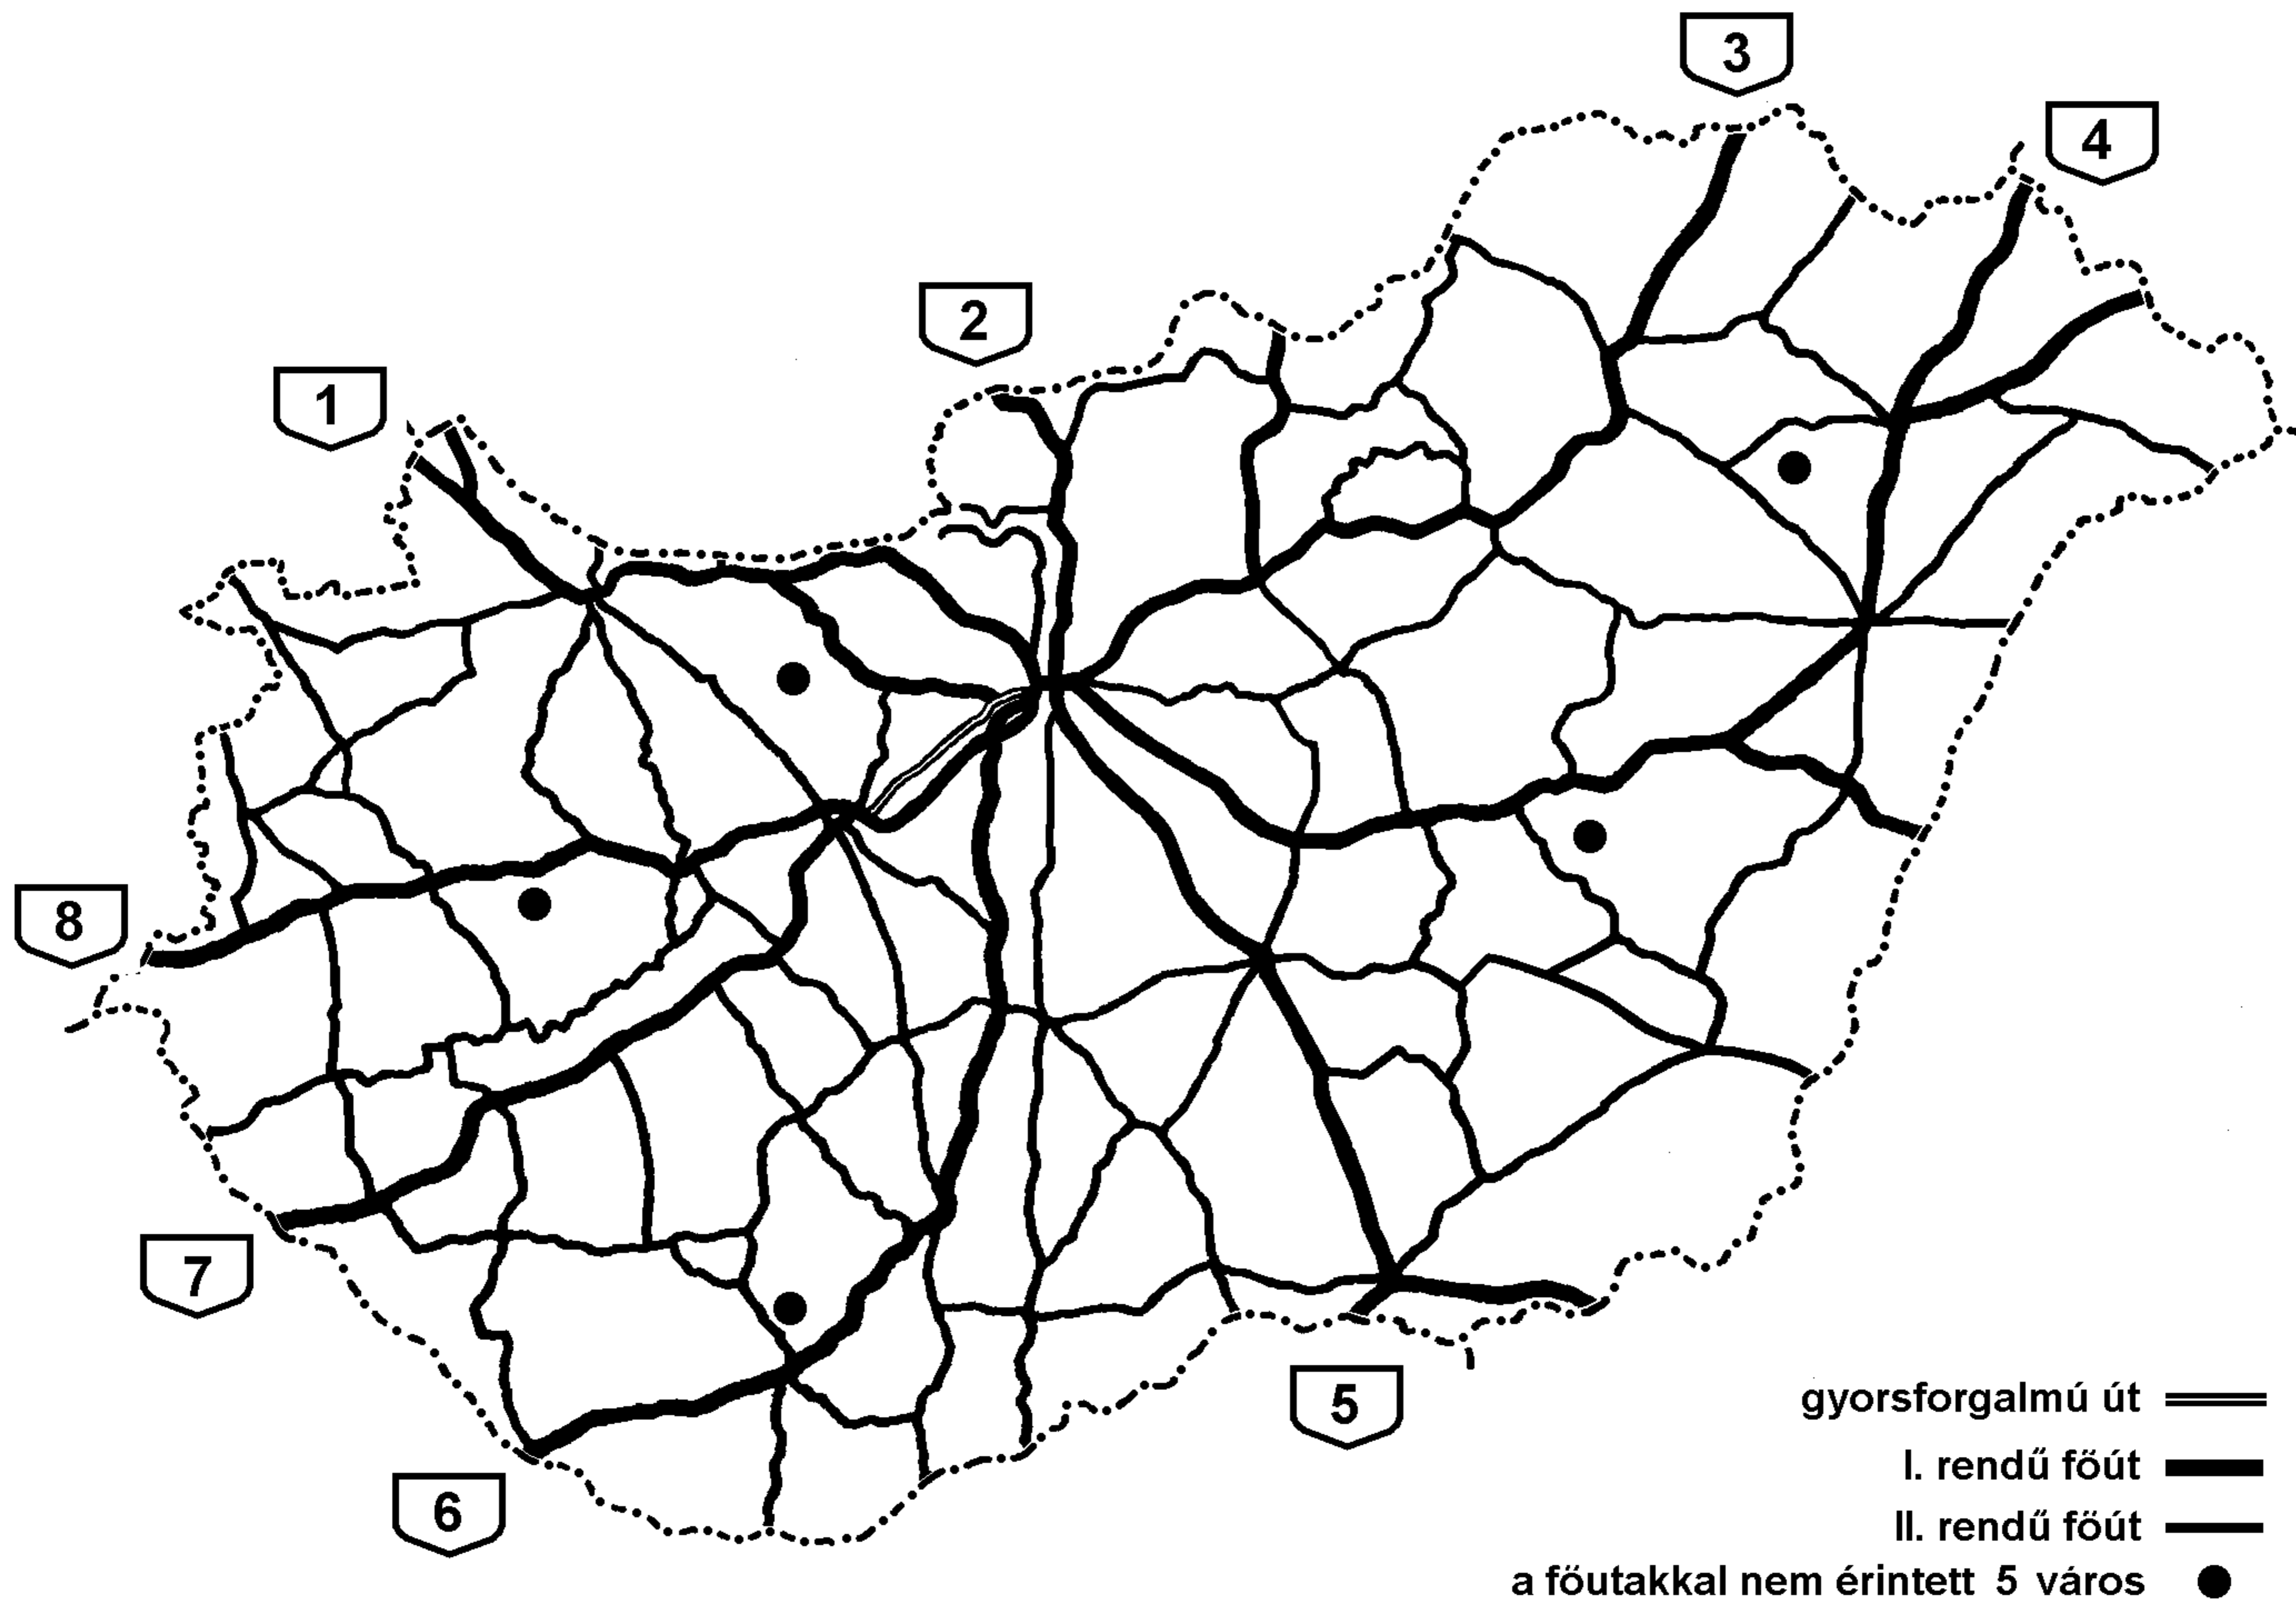 3
4
2
1
8
7
5
6
gyorsforgalmú út
I. rendű főút
II. rendű főút
a főutakkal nem érintett 5 város